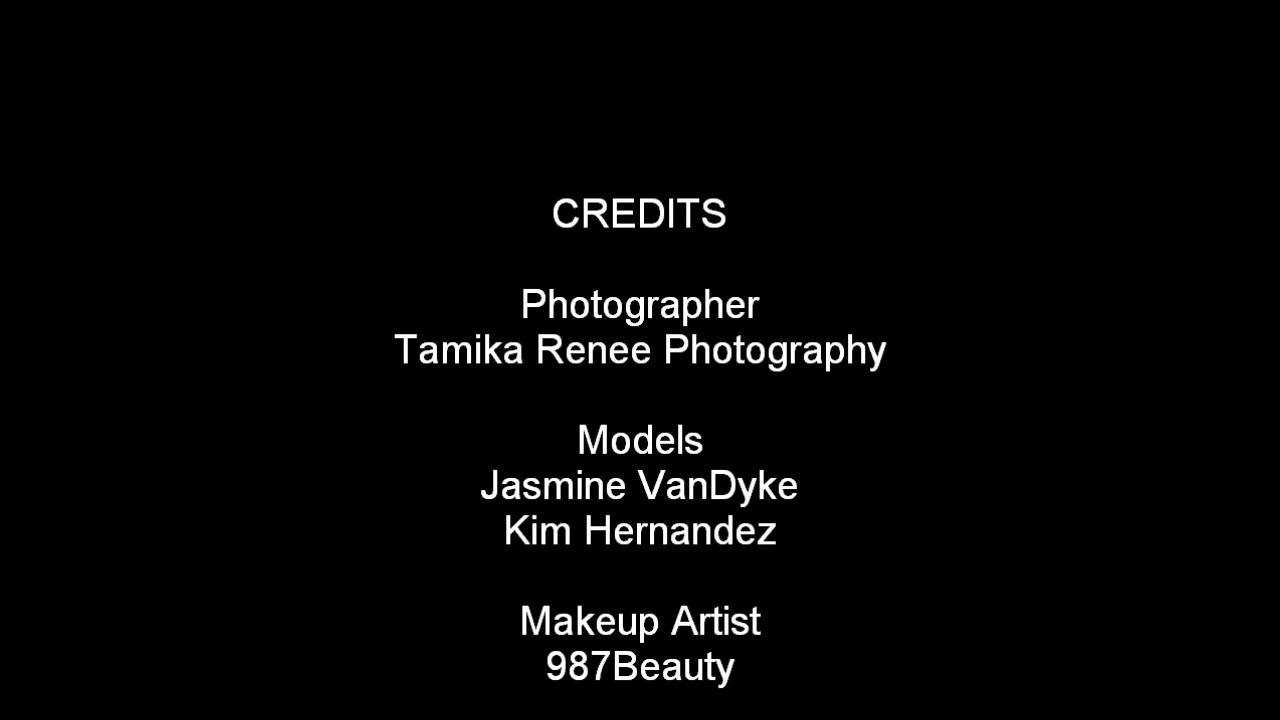 CREDITS
Photographer
Tamika Renee Photography
Models
Jasmine VanDyke
Kim Hernandez
Makeup Artist
987Beauty